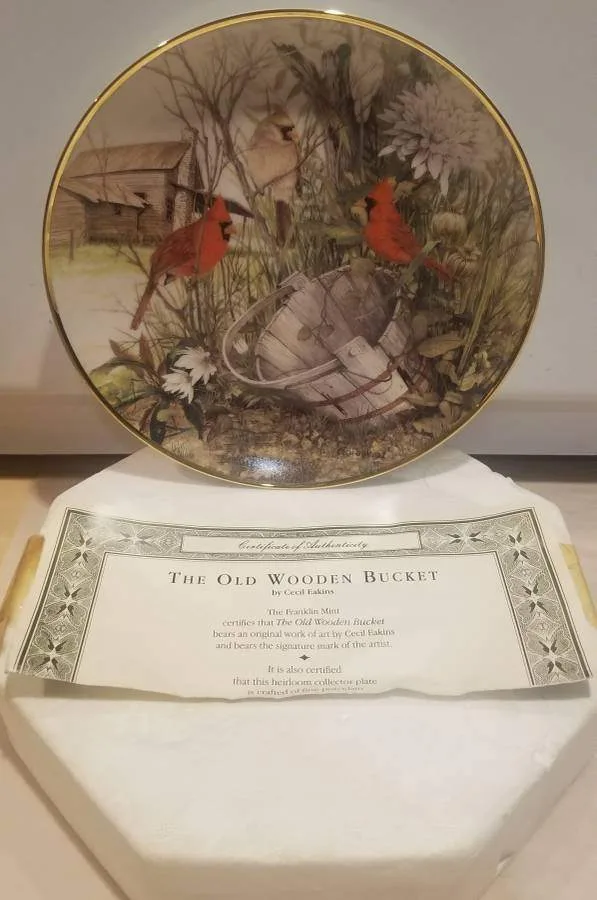 Certificate of Authenticity
THE OLD WOODEN BUCKET
by Cecil Eakins
The Franklin Mint
certifies that The Old Wooden Bucket
bears an original work of art by Cecil Eakins
and bears the signature mark of the artist.
It is also certified
that this heirloom collector plate
is crafted of fine porcelain